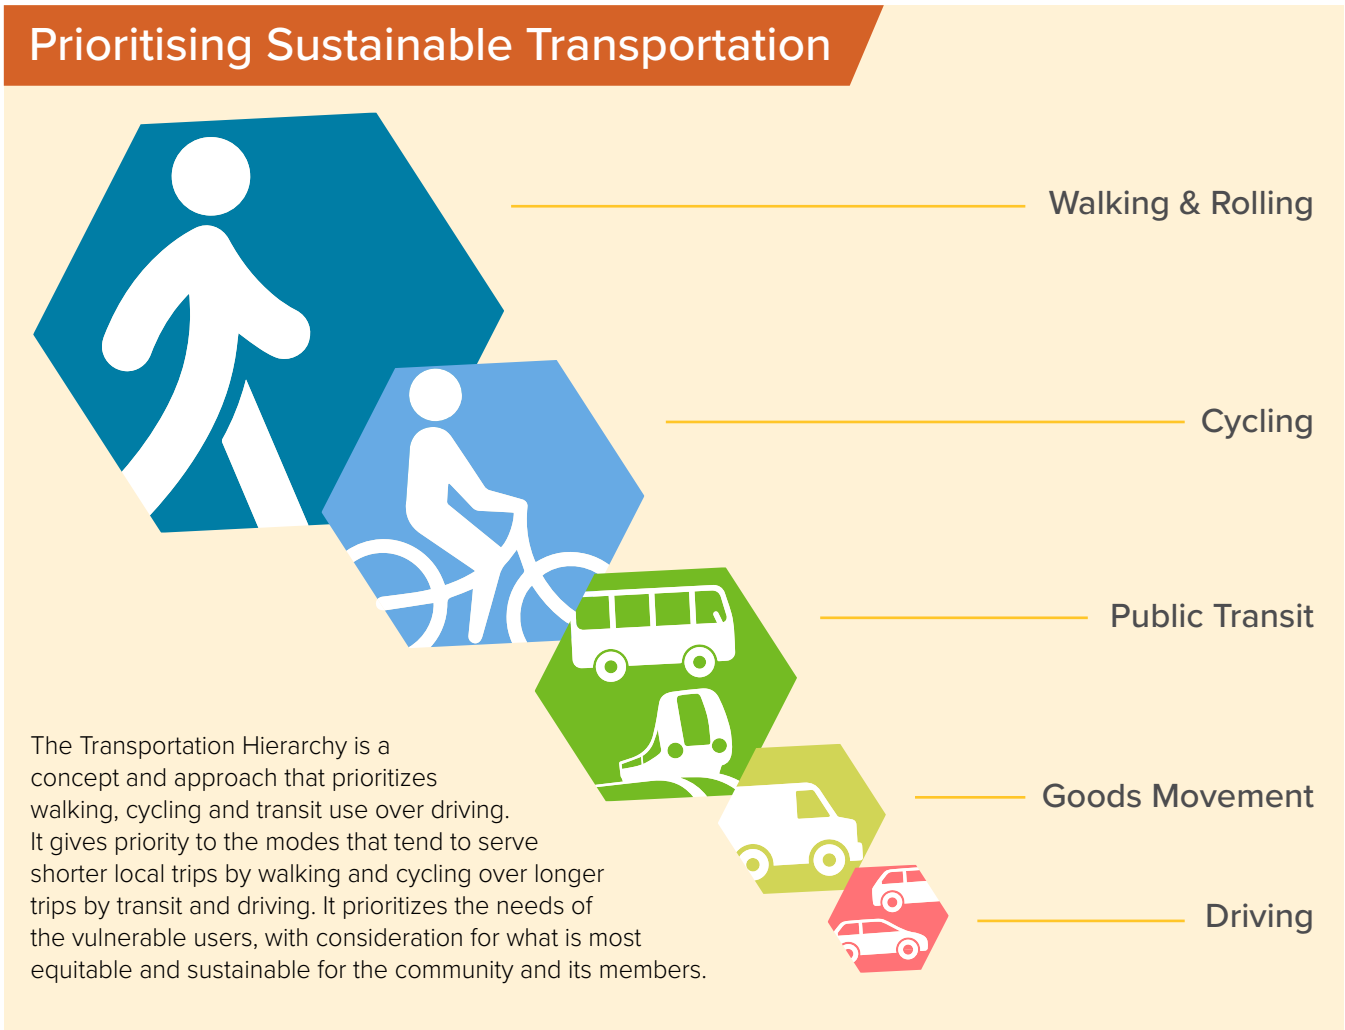 Prioritising Sustainable Transportation
Walking & Rolling
Cycling
Public Transit
Goods Movement
Driving
The Transportation Hierarchy is a
concept and approach that prioritizes
walking, cycling and transit use over driving.
It gives priority to the modes that tend to serve
shorter local trips by walking and cycling over longer
trips by transit and driving. It prioritizes the needs of
the vulnerable users, with consideration for what is most
equitable and sustainable for the community and its members.